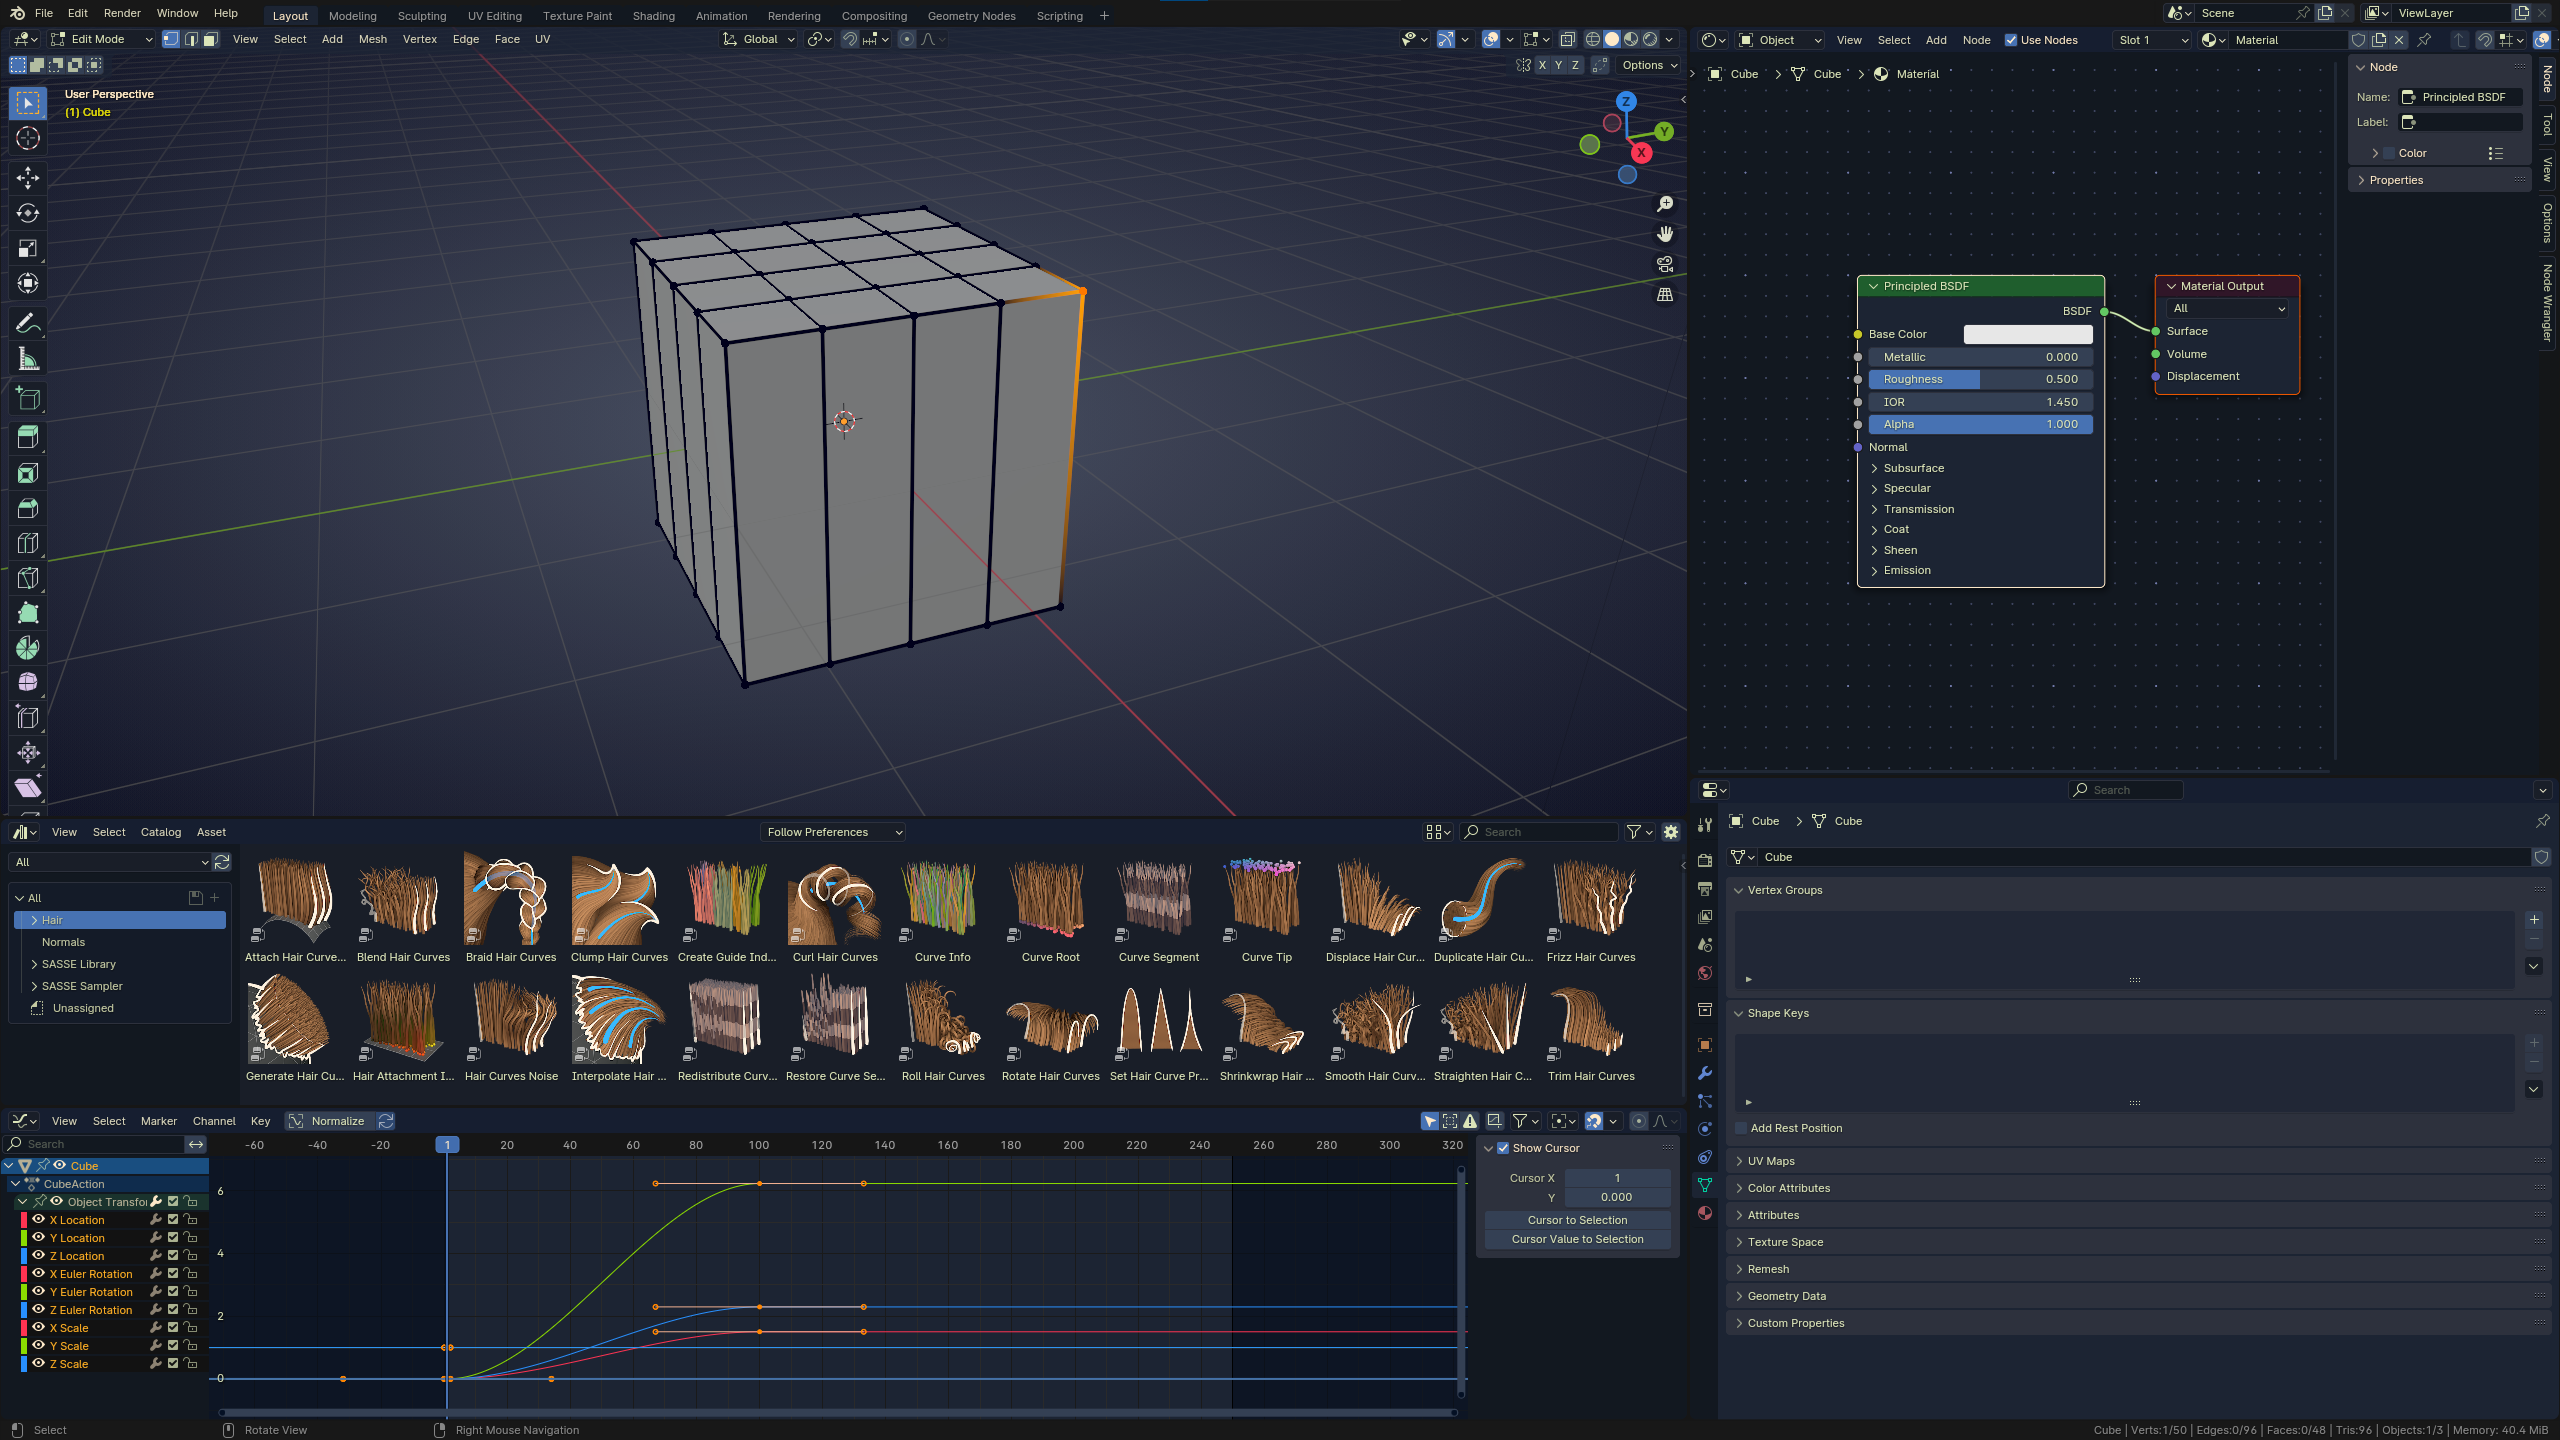 File Edit Render Window Help Layout Modeling Sculpting UV Editing Texture Paint Shading Animation Rendering Compositing Geometry Nodes Scripting + Scene ViewLayer
Edit Mode View Select Add Mesh Vertex Edge Face UV Global
Object View Select Add Node Use Nodes Slot 1 Material
X Y Z Options
User Perspective
(1) Cube
Z
Y
X
Cube Cube Material
Node
Name: Principled BSDF
Label:
Color
Properties
Node
Tool
View
Options
Node Wrangler
Principled BSDF
BSDF
Base Color
Metallic 0.000
Roughness 0.500
IOR 1.450
Alpha 1.000
Normal
Subsurface
Specular
Transmission
Coat
Sheen
Emission
Material Output
All
Surface
Volume
Displacement
View Select Catalog Asset Follow Preferences Search
All
All
Hair
Normals
SASSE Library
SASSE Sampler
Unassigned
Attach Hair Curve... Blend Hair Curves Braid Hair Curves Clump Hair Curves Create Guide Ind... Curl Hair Curves Curve Info Curve Root Curve Segment Curve Tip Displace Hair Cur... Duplicate Hair Cu... Frizz Hair Curves
Generate Hair Cu... Hair Attachment I... Hair Curves Noise Interpolate Hair ... Redistribute Curv... Restore Curve Se... Roll Hair Curves Rotate Hair Curves Set Hair Curve Pr... Shrinkwrap Hair ... Smooth Hair Curv... Straighten Hair C... Trim Hair Curves
View Select Marker Channel Key Normalize
Search
-60 -40 -20 1 20 40 60 80 100 120 140 160 180 200 220 240 260 280 300 320
Cube
CubeAction
Object Transfo
X Location
Y Location
Z Location
X Euler Rotation
Y Euler Rotation
Z Euler Rotation
X Scale
Y Scale
Z Scale
6
4
2
0
Show Cursor
Cursor X 1
Y 0.000
Cursor to Selection
Cursor Value to Selection
Search
Cube Cube
Cube
Vertex Groups
Shape Keys
Add Rest Position
UV Maps
Color Attributes
Attributes
Texture Space
Remesh
Geometry Data
Custom Properties
Select Rotate View Right Mouse Navigation
Cube | Verts:1/50 | Edges:0/96 | Faces:0/48 | Tris:96 | Objects:1/3 | Memory: 40.4 MiB